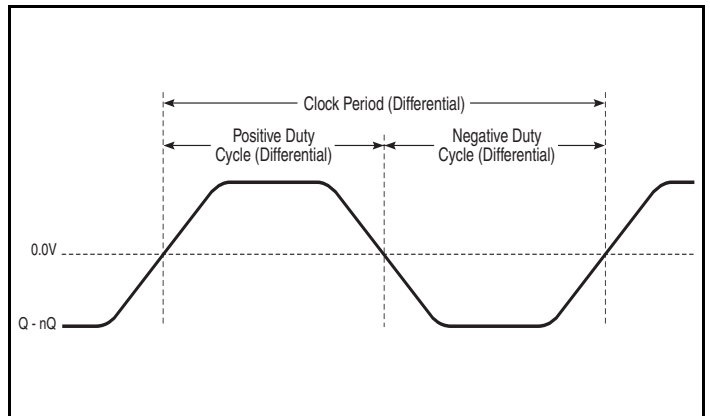 Clock Period (Differential)
Positive Duty
Cycle (Differential)
Negative Duty
Cycle (Differential)
0.0V
Q - nQ